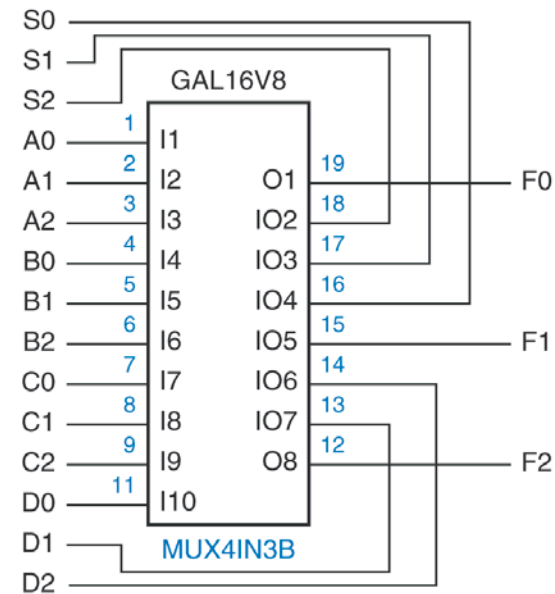 S0
S1
S2
GAL16V8
A0 1 I1
A1 2 I2 O1 19 F0
A2 3 I3 IO2 18
B0 4 I4 IO3 17
B1 5 I5 IO4 16
B2 6 I6 IO5 15 F1
C0 7 I7 IO6 14
C1 8 I8 IO7 13
C2 9 I9 O8 12 F2
D0 11 I10
D1
MUX4IN3B
D2